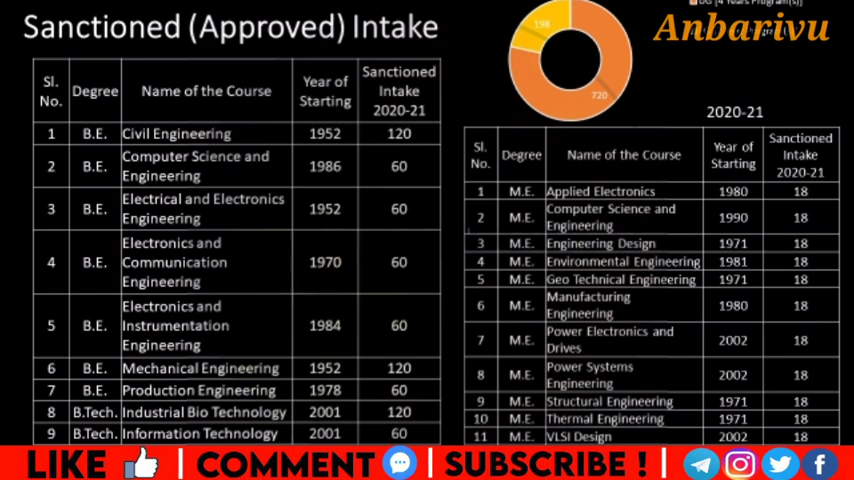 Sanctioned (Approved) Intake
Sl. No. Degree Name of the Course Year of Starting Sanctioned Intake 2020-21
1 B.E. Civil Engineering 1952 120
2 B.E. Computer Science and Engineering 1986 60
3 B.E. Electrical and Electronics Engineering 1952 60
4 B.E. Electronics and Communication Engineering 1970 60
5 B.E. Electronics and Instrumentation Engineering 1984 60
6 B.E. Mechanical Engineering 1952 120
7 B.E. Production Engineering 1978 60
8 B.Tech. Industrial Bio Technology 2001 120
9 B.Tech. Information Technology 2001 60
UG [4 Years Program(s)]
Anbarivu
198
720
2020-21
Sl. No. Degree Name of the Course Year of Starting Sanctioned Intake 2020-21
1 M.E. Applied Electronics 1980 18
2 M.E. Computer Science and Engineering 1990 18
3 M.E. Engineering Design 1971 18
4 M.E. Environmental Engineering 1981 18
5 M.E. Geo Technical Engineering 1971 18
6 M.E. Manufacturing Engineering 1980 18
7 M.E. Power Electronics and Drives 2002 18
8 M.E. Power Systems Engineering 2002 18
9 M.E. Structural Engineering 1971 18
10 M.E. Thermal Engineering 1971 18
11 M.E. VLSI Design 2002 18
LIKE | COMMENT | SUBSCRIBE ! |